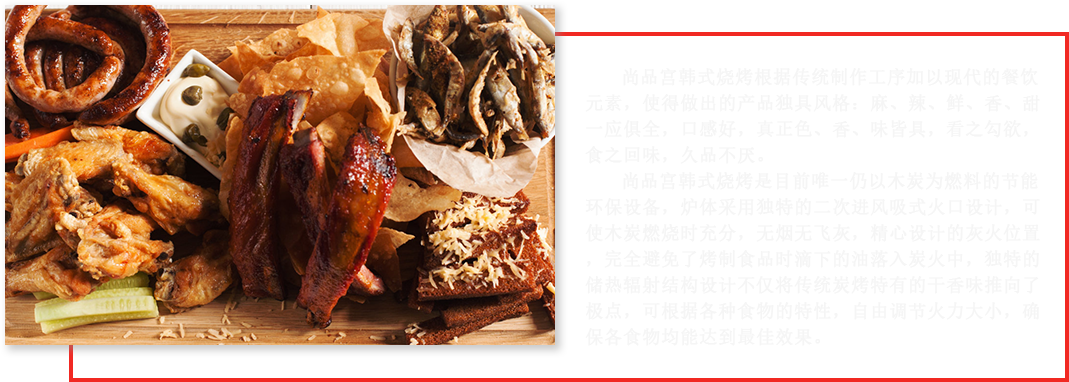 尚品宫韩式烧烤根据传统制作工序加以现代的餐饮
元素，使得做出的产品独具风格：麻、辣、鲜、香、甜
一应俱全，口感好，真正色、香、味皆具，看之勾欲，
食之回味，久品不厌。
尚品宫韩式烧烤是目前唯一仍以木炭为燃料的节能
环保设备，炉体采用独特的二次进风吸式火口设计，可
使木炭燃烧时充分，无烟无飞灰，精心设计的灰火位置
，完全避免了烤制食品时滴下的油落入炭火中，独特的
储热辐射结构设计不仅将传统炭烤特有的干香味推向了
极点，可根据各种食物的特性，自由调节火力大小，确
保各食物均能达到最佳效果。